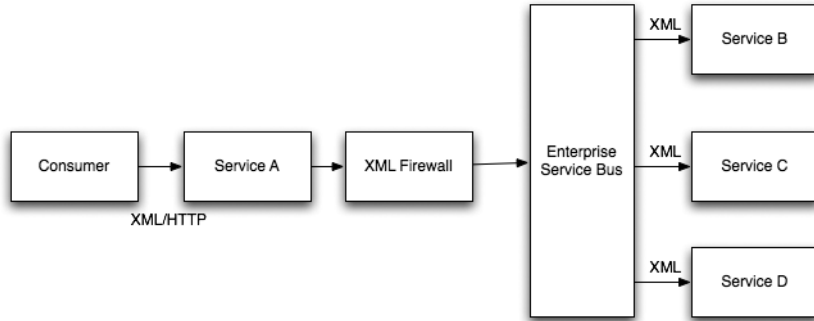 Consumer
XML/HTTP
Service A
XML Firewall
Enterprise
Service Bus
XML
Service B
XML
Service C
XML
Service D